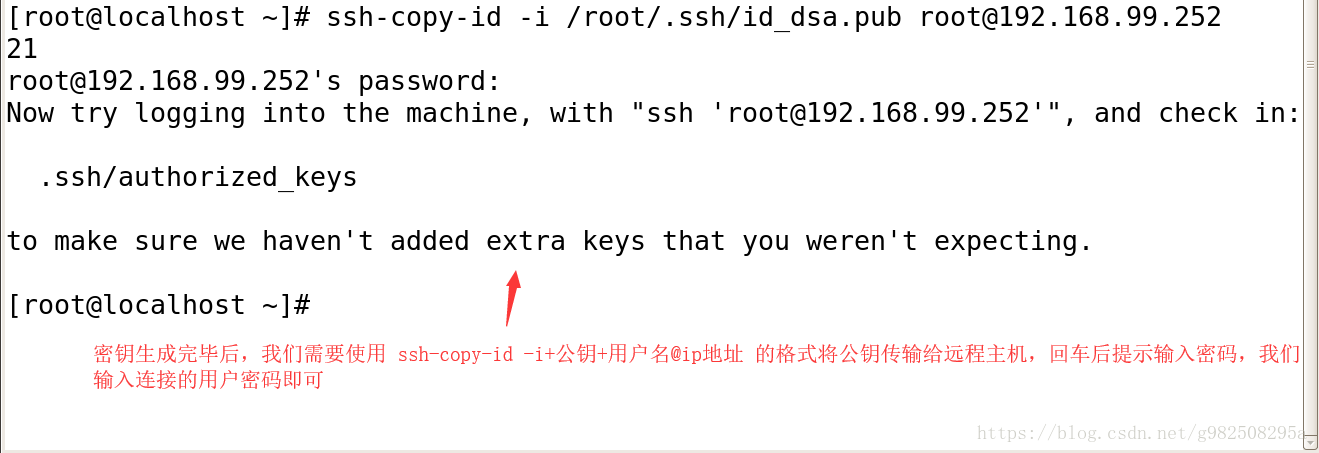 [root@localhost ~]# ssh-copy-id -i /root/.ssh/id_dsa.pub root@192.168.99.252
21
root@192.168.99.252's password:
Now try logging into the machine, with "ssh 'root@192.168.99.252'", and check in:
.ssh/authorized_keys
to make sure we haven't added extra keys that you weren't expecting.
[root@localhost ~]#
密钥生成完毕后，我们需要使用 ssh-copy-id -i+公钥+用户名@ip地址 的格式将公钥传输给远程主机，回车后提示输入密码，我们
输入连接的用户密码即可
https://blog.csdn.net/g982508295a